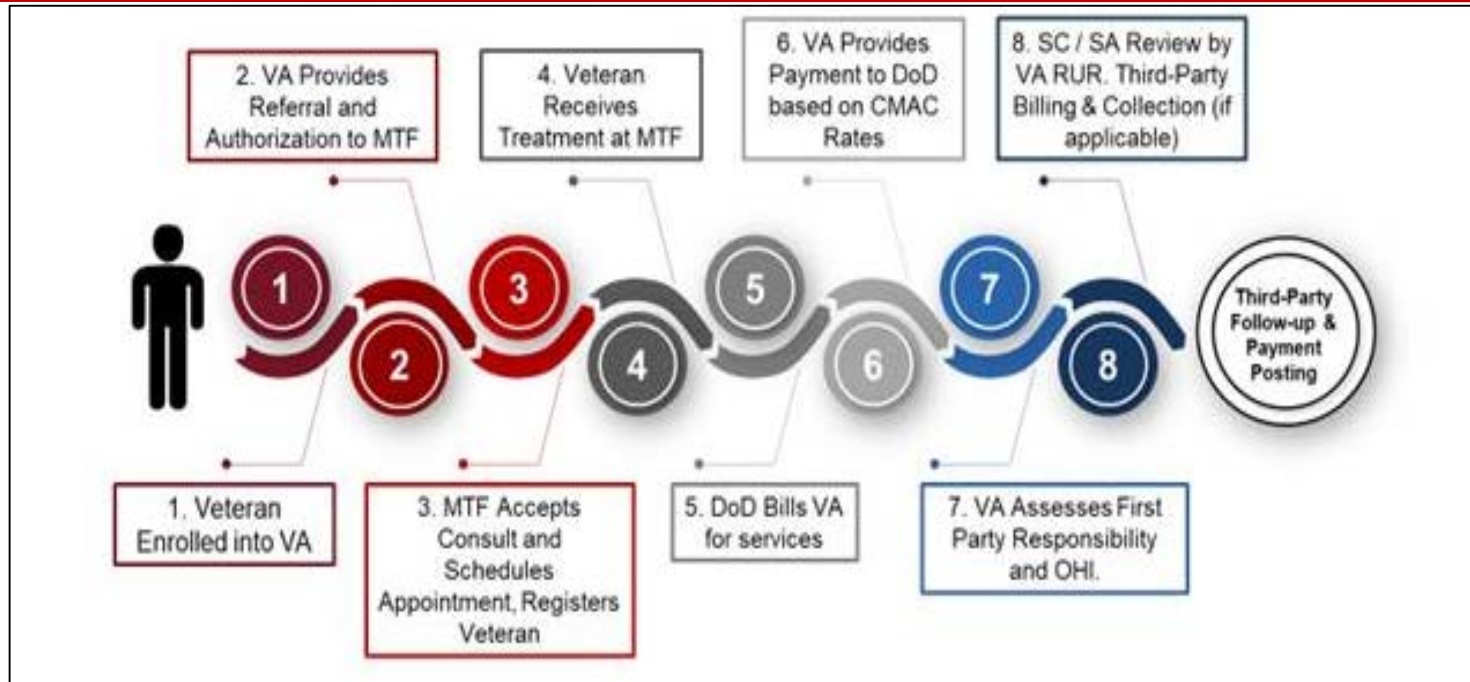 2. VA Provides
Referral and
Authorization to MTF
4. Veteran
Receives
Treatment at MTF
6. VA Provides
Payment to DoD
based on CMAC
Rates
8. SC / SA Review by
VA RUR. Third-Party
Billing & Collection (if
applicable)
1
2
3
4
5
6
7
8
Third-Party
Follow-up &
Payment
Posting
1. Veteran
Enrolled into VA
3. MTF Accepts
Consult and
Schedules
Appointment, Registers
Veteran
5. DoD Bills VA
for services
7. VA Assesses First
Party Responsibility
and OHI.